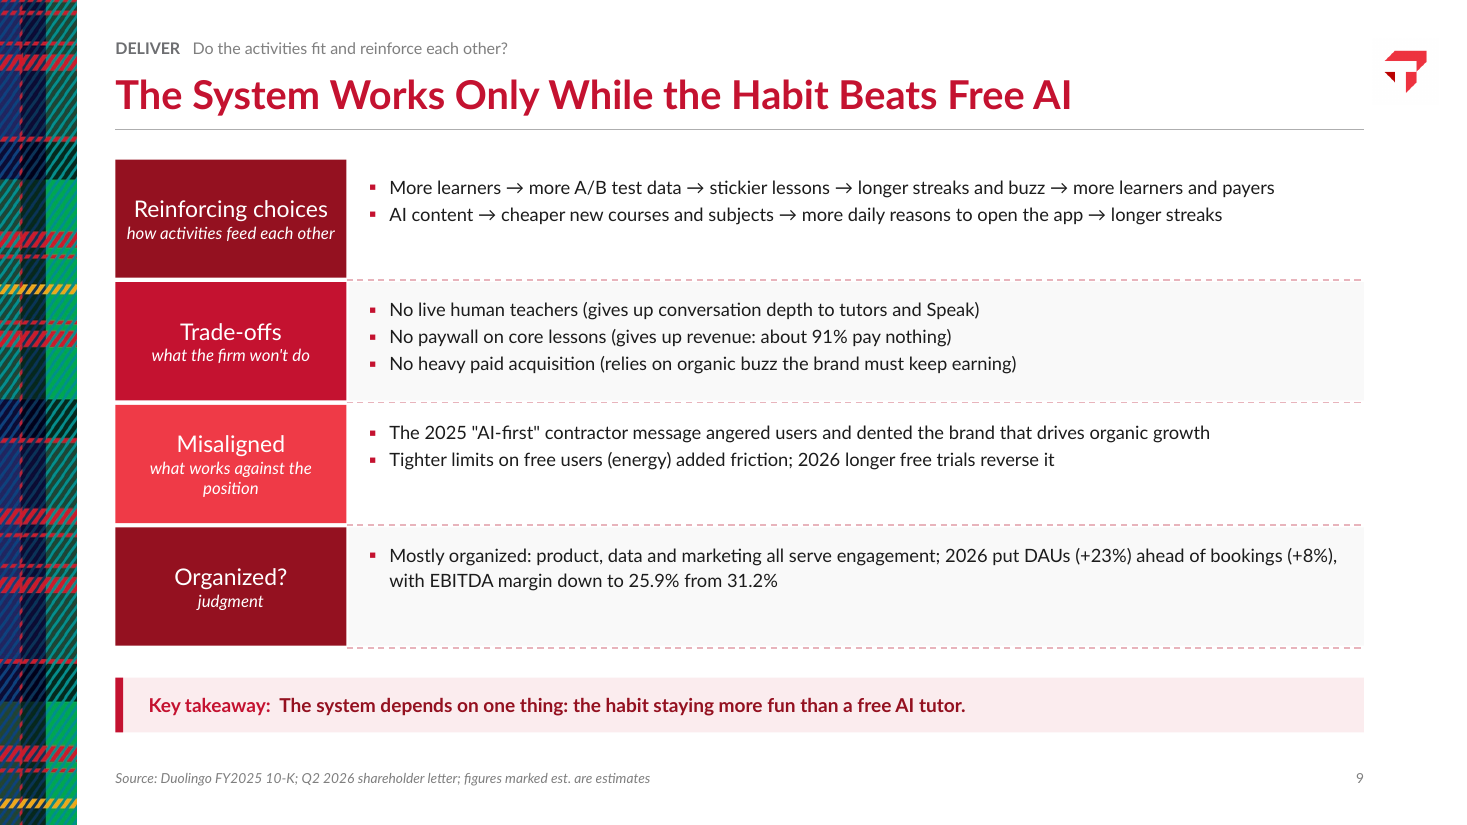 DELIVER Do the activities fit and reinforce each other?
The System Works Only While the Habit Beats Free AI
Reinforcing choices
how activities feed each other
▪ More learners → more A/B test data → stickier lessons → longer streaks and buzz → more learners and payers
▪ AI content → cheaper new courses and subjects → more daily reasons to open the app → longer streaks
Trade-offs
what the firm won't do
▪ No live human teachers (gives up conversation depth to tutors and Speak)
▪ No paywall on core lessons (gives up revenue: about 91% pay nothing)
▪ No heavy paid acquisition (relies on organic buzz the brand must keep earning)
Misaligned
what works against the
position
▪ The 2025 "AI-first" contractor message angered users and dented the brand that drives organic growth
▪ Tighter limits on free users (energy) added friction; 2026 longer free trials reverse it
Organized?
judgment
▪ Mostly organized: product, data and marketing all serve engagement; 2026 put DAUs (+23%) ahead of bookings (+8%),
with EBITDA margin down to 25.9% from 31.2%
Key takeaway: The system depends on one thing: the habit staying more fun than a free AI tutor.
Source: Duolingo FY2025 10-K; Q2 2026 shareholder letter; figures marked est. are estimates
9